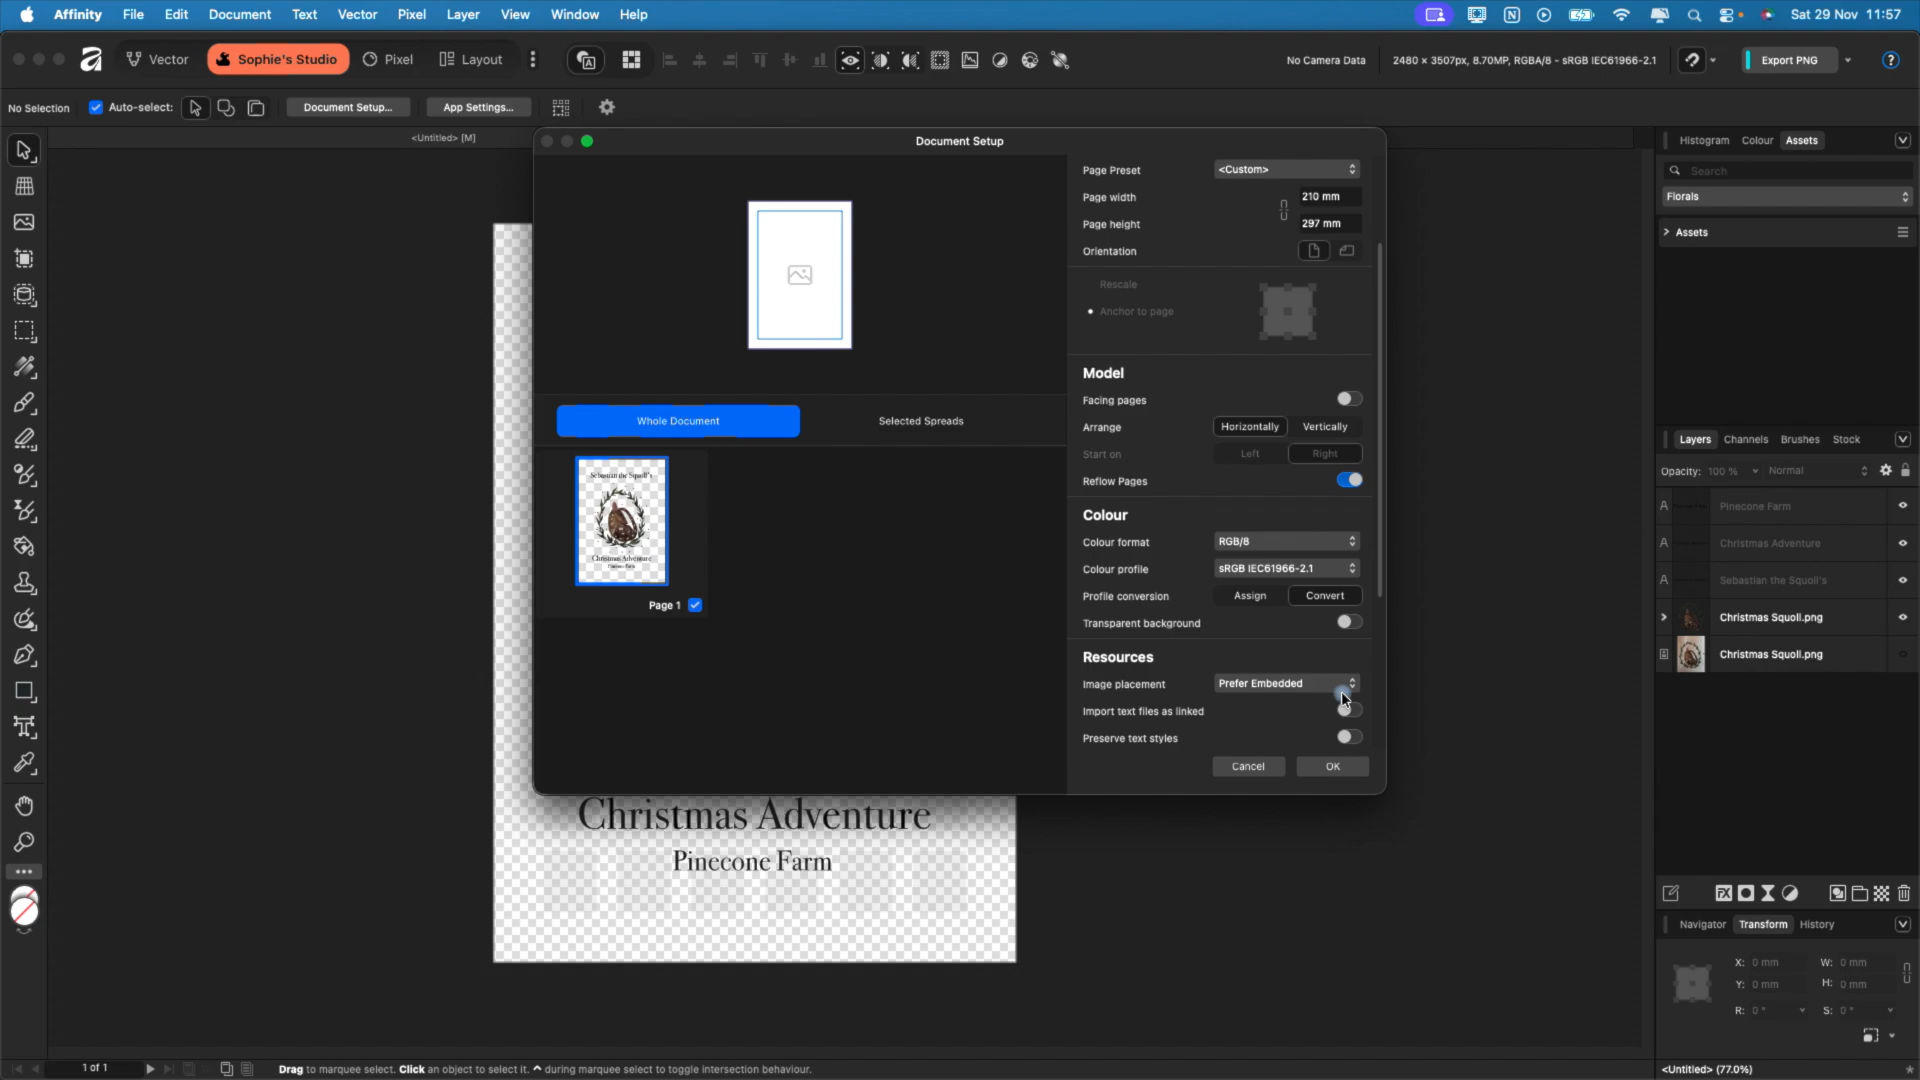 Affinity File Edit Document Text Vector Pixel Layer View Window Help Sat 29 Nov 11:57
Vector Sophie's Studio Pixel Layout No Camera Data 2480 × 3507px, 8.70MP, RGBA/8 - sRGB IEC61966-2.1 Export PNG
No Selection Auto-select: Document Setup... App Settings...
<Untitled> [M]
Document Setup
Page Preset <Custom>
Page width 210 mm
Page height 297 mm
Orientation
Rescale
Anchor to page
Model
Facing pages
Arrange Horizontally Vertically
Start on Left Right
Reflow Pages
Colour
Colour format RGB/8
Colour profile sRGB IEC61966-2.1
Profile conversion Assign Convert
Transparent background
Resources
Image placement Prefer Embedded
Import text files as linked
Preserve text styles
Cancel OK
Whole Document Selected Spreads
Sebastian the Squoll's
Christmas Adventure
Pinecone Farm
Page 1
Christmas Adventure
Pinecone Farm
Histogram Colour Assets
Search
Florals
Assets
Layers Channels Brushes Stock
Opacity: 100 % Normal
Pinecone Farm
Christmas Adventure
Sebastian the Squoll's
Christmas Squoll.png
Christmas Squoll.png
Navigator Transform History
X: 0 mm W: 0 mm
Y: 0 mm H: 0 mm
R: 0 ° S: 0 °
1 of 1 Drag to marquee select. Click an object to select it. ⌃ during marquee select to toggle intersection behaviour. <Untitled> (77.0%)